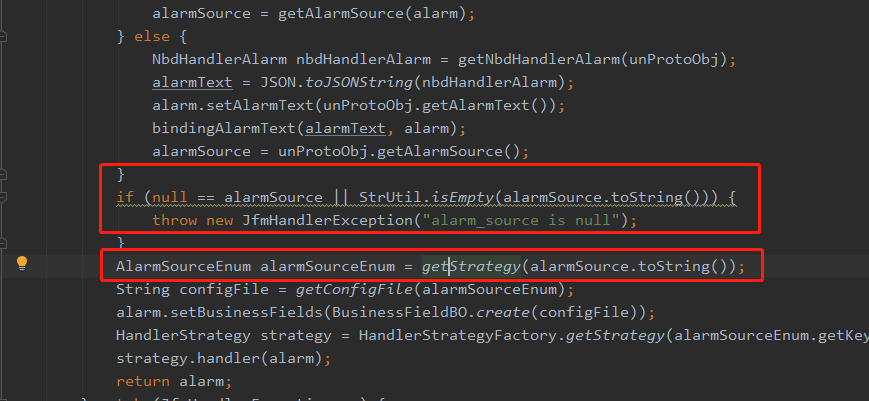 alarmSource = getAlarmSource(alarm);
} else {
NbdHandlerAlarm nbdHandlerAlarm = getNbdHandlerAlarm(unProtoObj);
alarmText = JSON.toJSONString(nbdHandlerAlarm);
alarm.setAlarmText(unProtoObj.getAlarmText());
bindingAlarmText(alarmText, alarm);
alarmSource = unProtoObj.getAlarmSource();
}
if (null == alarmSource || StrUtil.isEmpty(alarmSource.toString())) {
throw new JfmHandlerException("alarm_source is null");
}
AlarmSourceEnum alarmSourceEnum = getStrategy(alarmSource.toString());
String configFile = getConfigFile(alarmSourceEnum);
alarm.setBusinessFields(BusinessFieldBO.create(configFile));
HandlerStrategy strategy = HandlerStrategyFactory.getStrategy(alarmSourceEnum.getKey
strategy.handler(alarm);
return alarm;